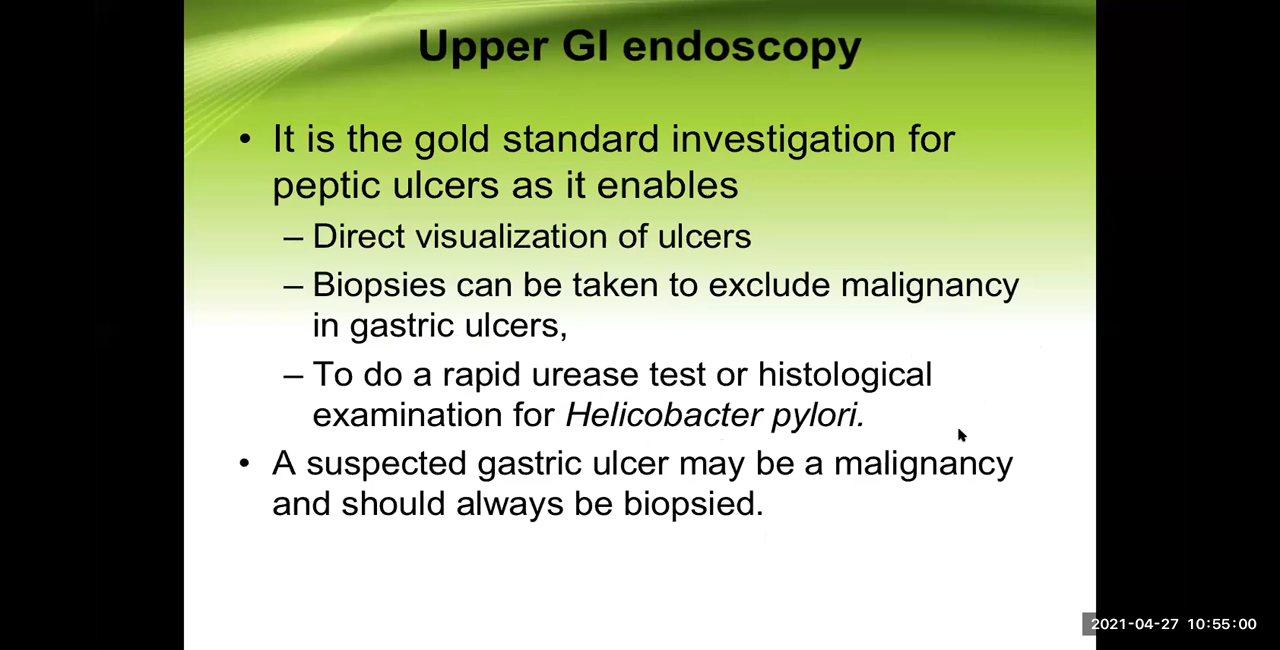 Upper GI endoscopy
• It is the gold standard investigation for
peptic ulcers as it enables
– Direct visualization of ulcers
– Biopsies can be taken to exclude malignancy
in gastric ulcers,
– To do a rapid urease test or histological
examination for Helicobacter pylori.
• A suspected gastric ulcer may be a malignancy
and should always be biopsied.
2021-04-27 10:55:00